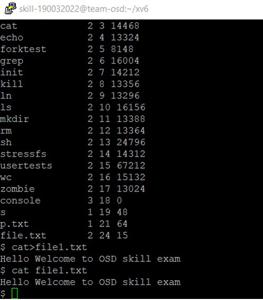 skill-190032022@team-osd:~/xv6
cat 2 3 14468
echo 2 4 13324
forktest 2 5 8148
grep 2 6 16004
init 2 7 14212
kill 2 8 13356
ln 2 9 13296
ls 2 10 16156
mkdir 2 11 13388
rm 2 12 13364
sh 2 13 24796
stressfs 2 14 14312
usertests 2 15 67212
wc 2 16 15132
zombie 2 17 13024
console 3 18 0
s 1 19 48
p.txt 1 21 64
file.txt 2 24 15
$ cat>file1.txt
Hello Welcome to OSD skill exam
$ cat file1.txt
Hello Welcome to OSD skill exam
$